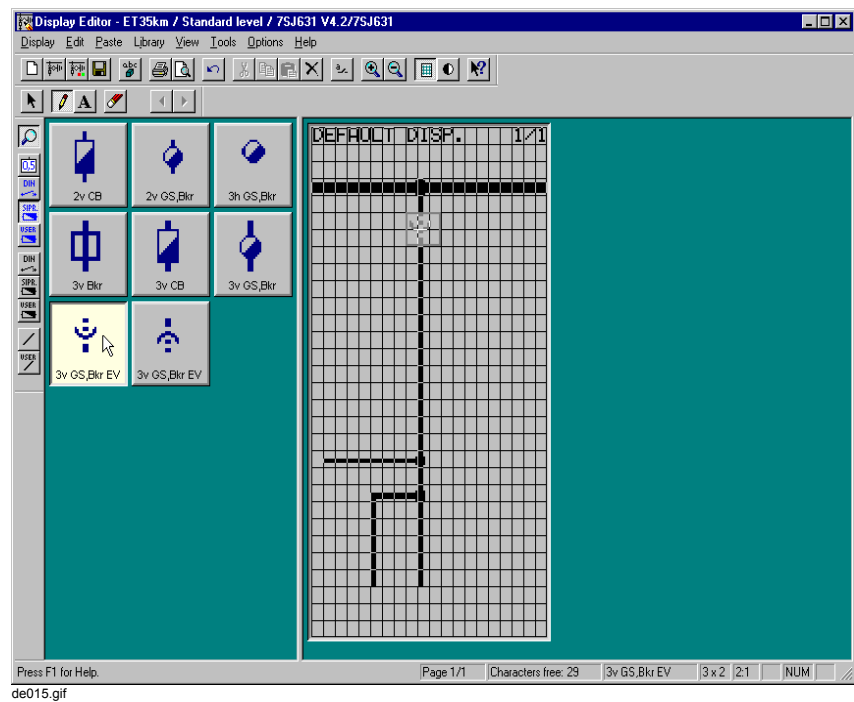 Display Editor - ET35km / Standard level / 7SJ631 V4.2/7SJ631
Display Edit Paste Library View Tools Options Help
abc
A
0,5
DIN
SIPR.
USER
DIN
SIPR.
USER
USER
2v CB
2v GS,Bkr
3h GS,Bkr
3v Bkr
3v CB
3v GS,Bkr
3v GS,Bkr EV
3v GS,Bkr EV
DEFAULT DISP. 1/1
Press F1 for Help.
Page 1/1
Characters free: 29
3v GS,Bkr EV
3 x 2
2:1
NUM
de015.gif